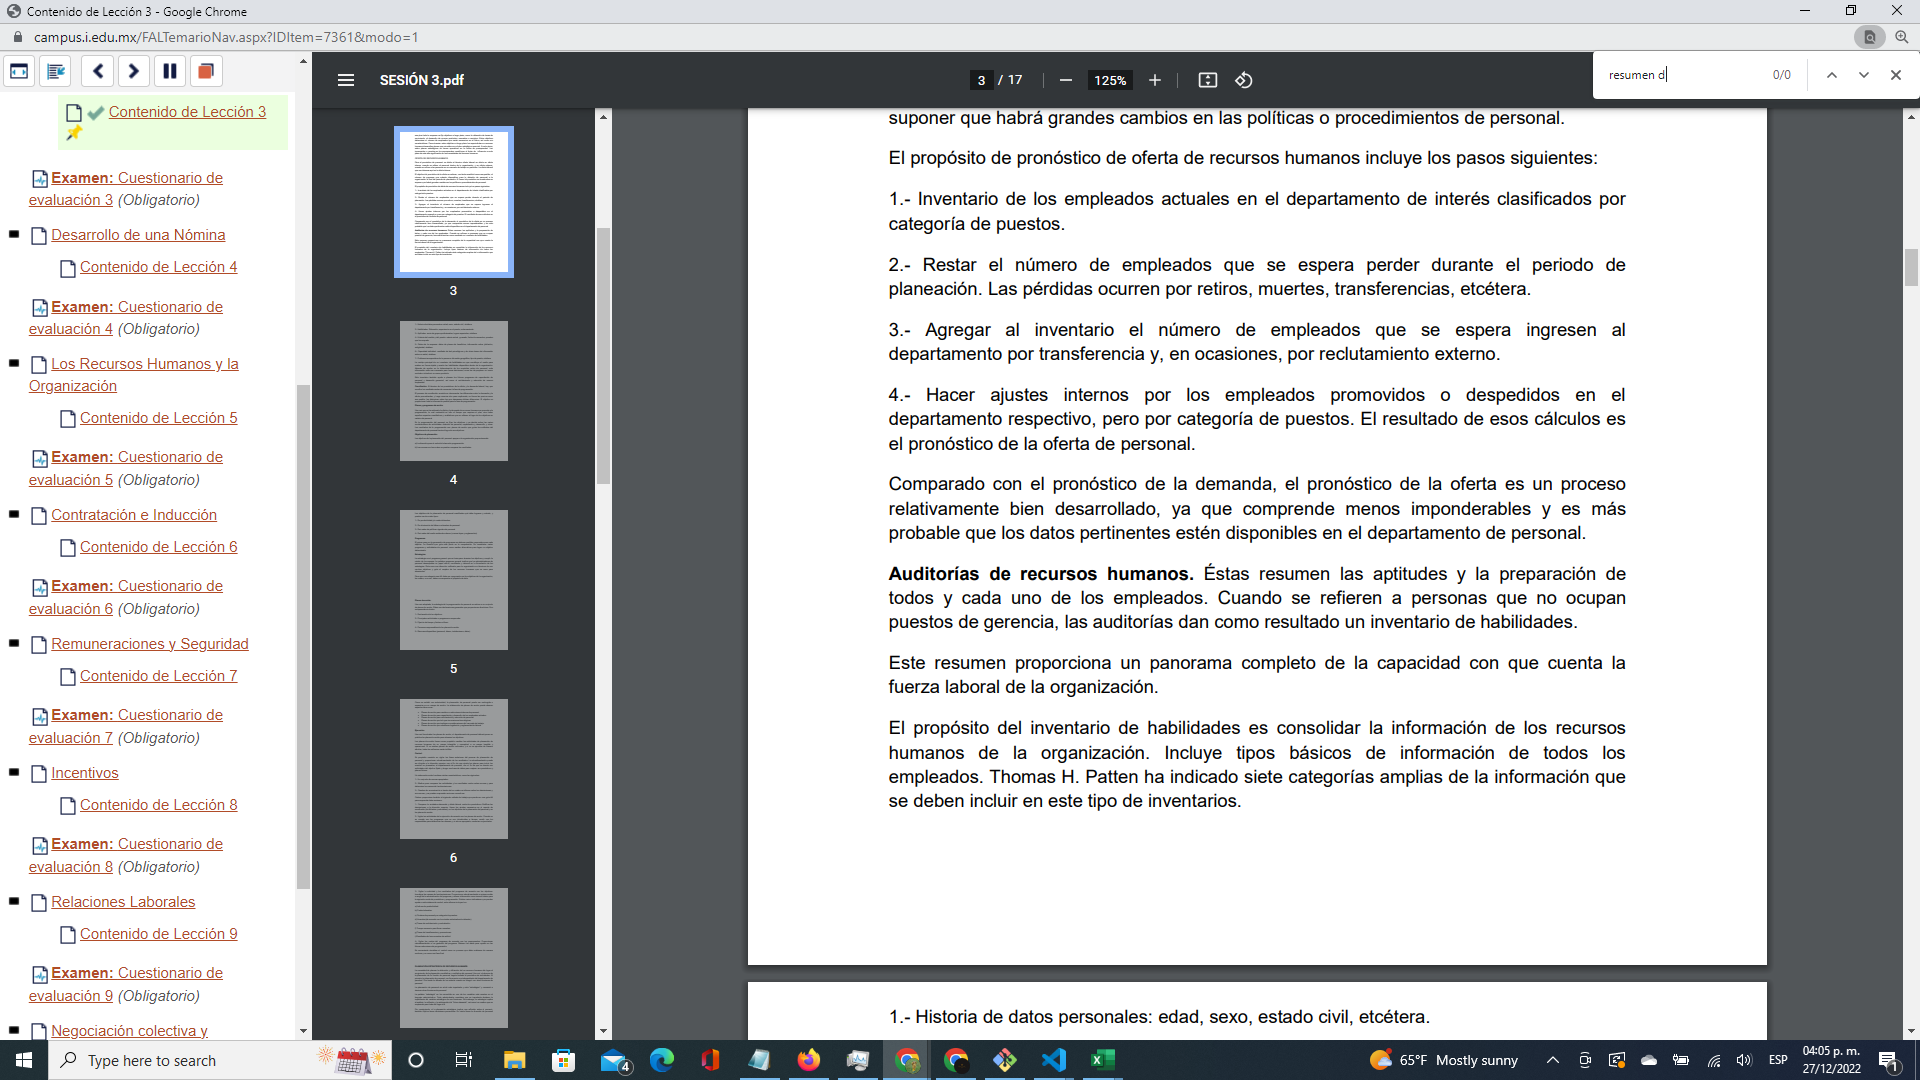 Contenido de Lección 3 - Google Chrome
campus.i.edu.mx/FALTemarioNav.aspx?IDItem=7361&modo=1
resumen d
0/0
Contenido de Lección 3
Examen: Cuestionario de
evaluación 3 (Obligatorio)
Desarrollo de una Nómina
Contenido de Lección 4
Examen: Cuestionario de
evaluación 4 (Obligatorio)
Los Recursos Humanos y la
Organización
Contenido de Lección 5
Examen: Cuestionario de
evaluación 5 (Obligatorio)
Contratación e Inducción
Contenido de Lección 6
Examen: Cuestionario de
evaluación 6 (Obligatorio)
Remuneraciones y Seguridad
Contenido de Lección 7
Examen: Cuestionario de
evaluación 7 (Obligatorio)
Incentivos
Contenido de Lección 8
Examen: Cuestionario de
evaluación 8 (Obligatorio)
Relaciones Laborales
Contenido de Lección 9
Examen: Cuestionario de
evaluación 9 (Obligatorio)
Negociación colectiva y
SESIÓN 3.pdf
3 / 17
125%
3
4
5
6
suponer que habrá grandes cambios en las políticas o procedimientos de personal.
El propósito de pronóstico de oferta de recursos humanos incluye los pasos siguientes:
1.- Inventario de los empleados actuales en el departamento de interés clasificados por
categoría de puestos.
2.- Restar el número de empleados que se espera perder durante el periodo de
planeación. Las pérdidas ocurren por retiros, muertes, transferencias, etcétera.
3.- Agregar al inventario el número de empleados que se espera ingresen al
departamento por transferencia y, en ocasiones, por reclutamiento externo.
4.- Hacer ajustes internos por los empleados promovidos o despedidos en el
departamento respectivo, pero por categoría de puestos. El resultado de esos cálculos es
el pronóstico de la oferta de personal.
Comparado con el pronóstico de la demanda, el pronóstico de la oferta es un proceso
relativamente bien desarrollado, ya que comprende menos imponderables y es más
probable que los datos pertinentes estén disponibles en el departamento de personal.
Auditorías de recursos humanos. Éstas resumen las aptitudes y la preparación de
todos y cada uno de los empleados. Cuando se refieren a personas que no ocupan
puestos de gerencia, las auditorías dan como resultado un inventario de habilidades.
Este resumen proporciona un panorama completo de la capacidad con que cuenta la
fuerza laboral de la organización.
El propósito del inventario de habilidades es consolidar la información de los recursos
humanos de la organización. Incluye tipos básicos de información de todos los
empleados. Thomas H. Patten ha indicado siete categorías amplias de la información que
se deben incluir en este tipo de inventarios.
1.- Historia de datos personales: edad, sexo, estado civil, etcétera.
Type here to search
4
65°F Mostly sunny
ESP
04:05 p. m.
27/12/2022
1